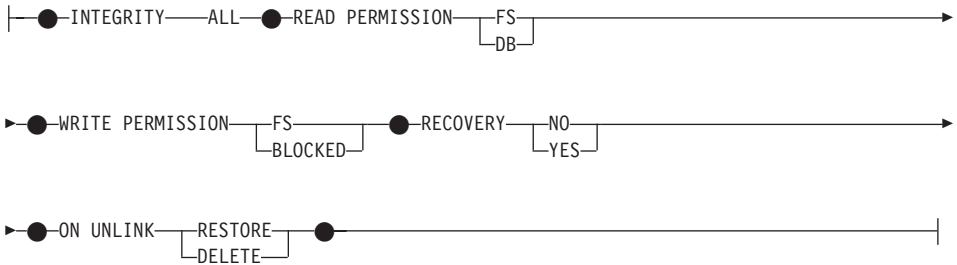 INTEGRITY ALL READ PERMISSION FS
DB
WRITE PERMISSION FS RECOVERY NO
BLOCKED YES
ON UNLINK RESTORE
DELETE